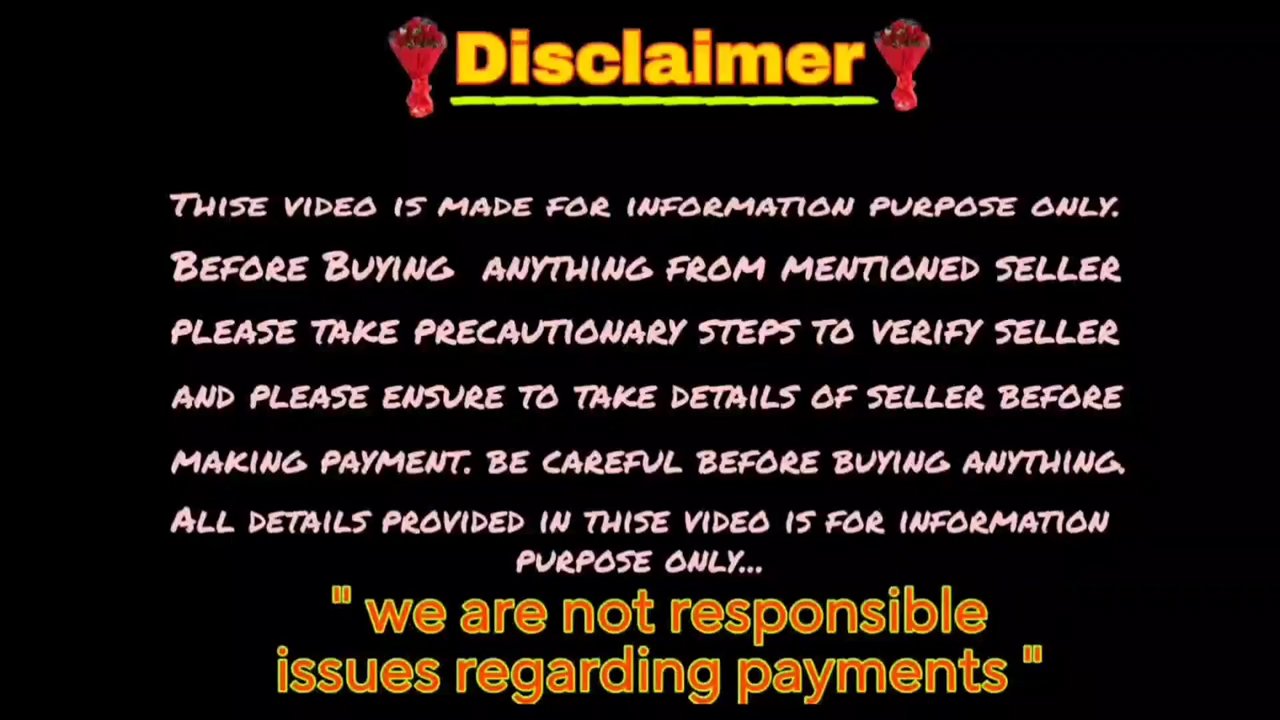 Disclaimer
Thise video is made for information purpose only.
Before Buying anything from mentioned seller
please take precautionary steps to verify seller
and please ensure to take details of seller before
making payment. be careful before buying anything.
All details provided in thise video is for information
purpose only...
" we are not responsible
issues regarding payments "